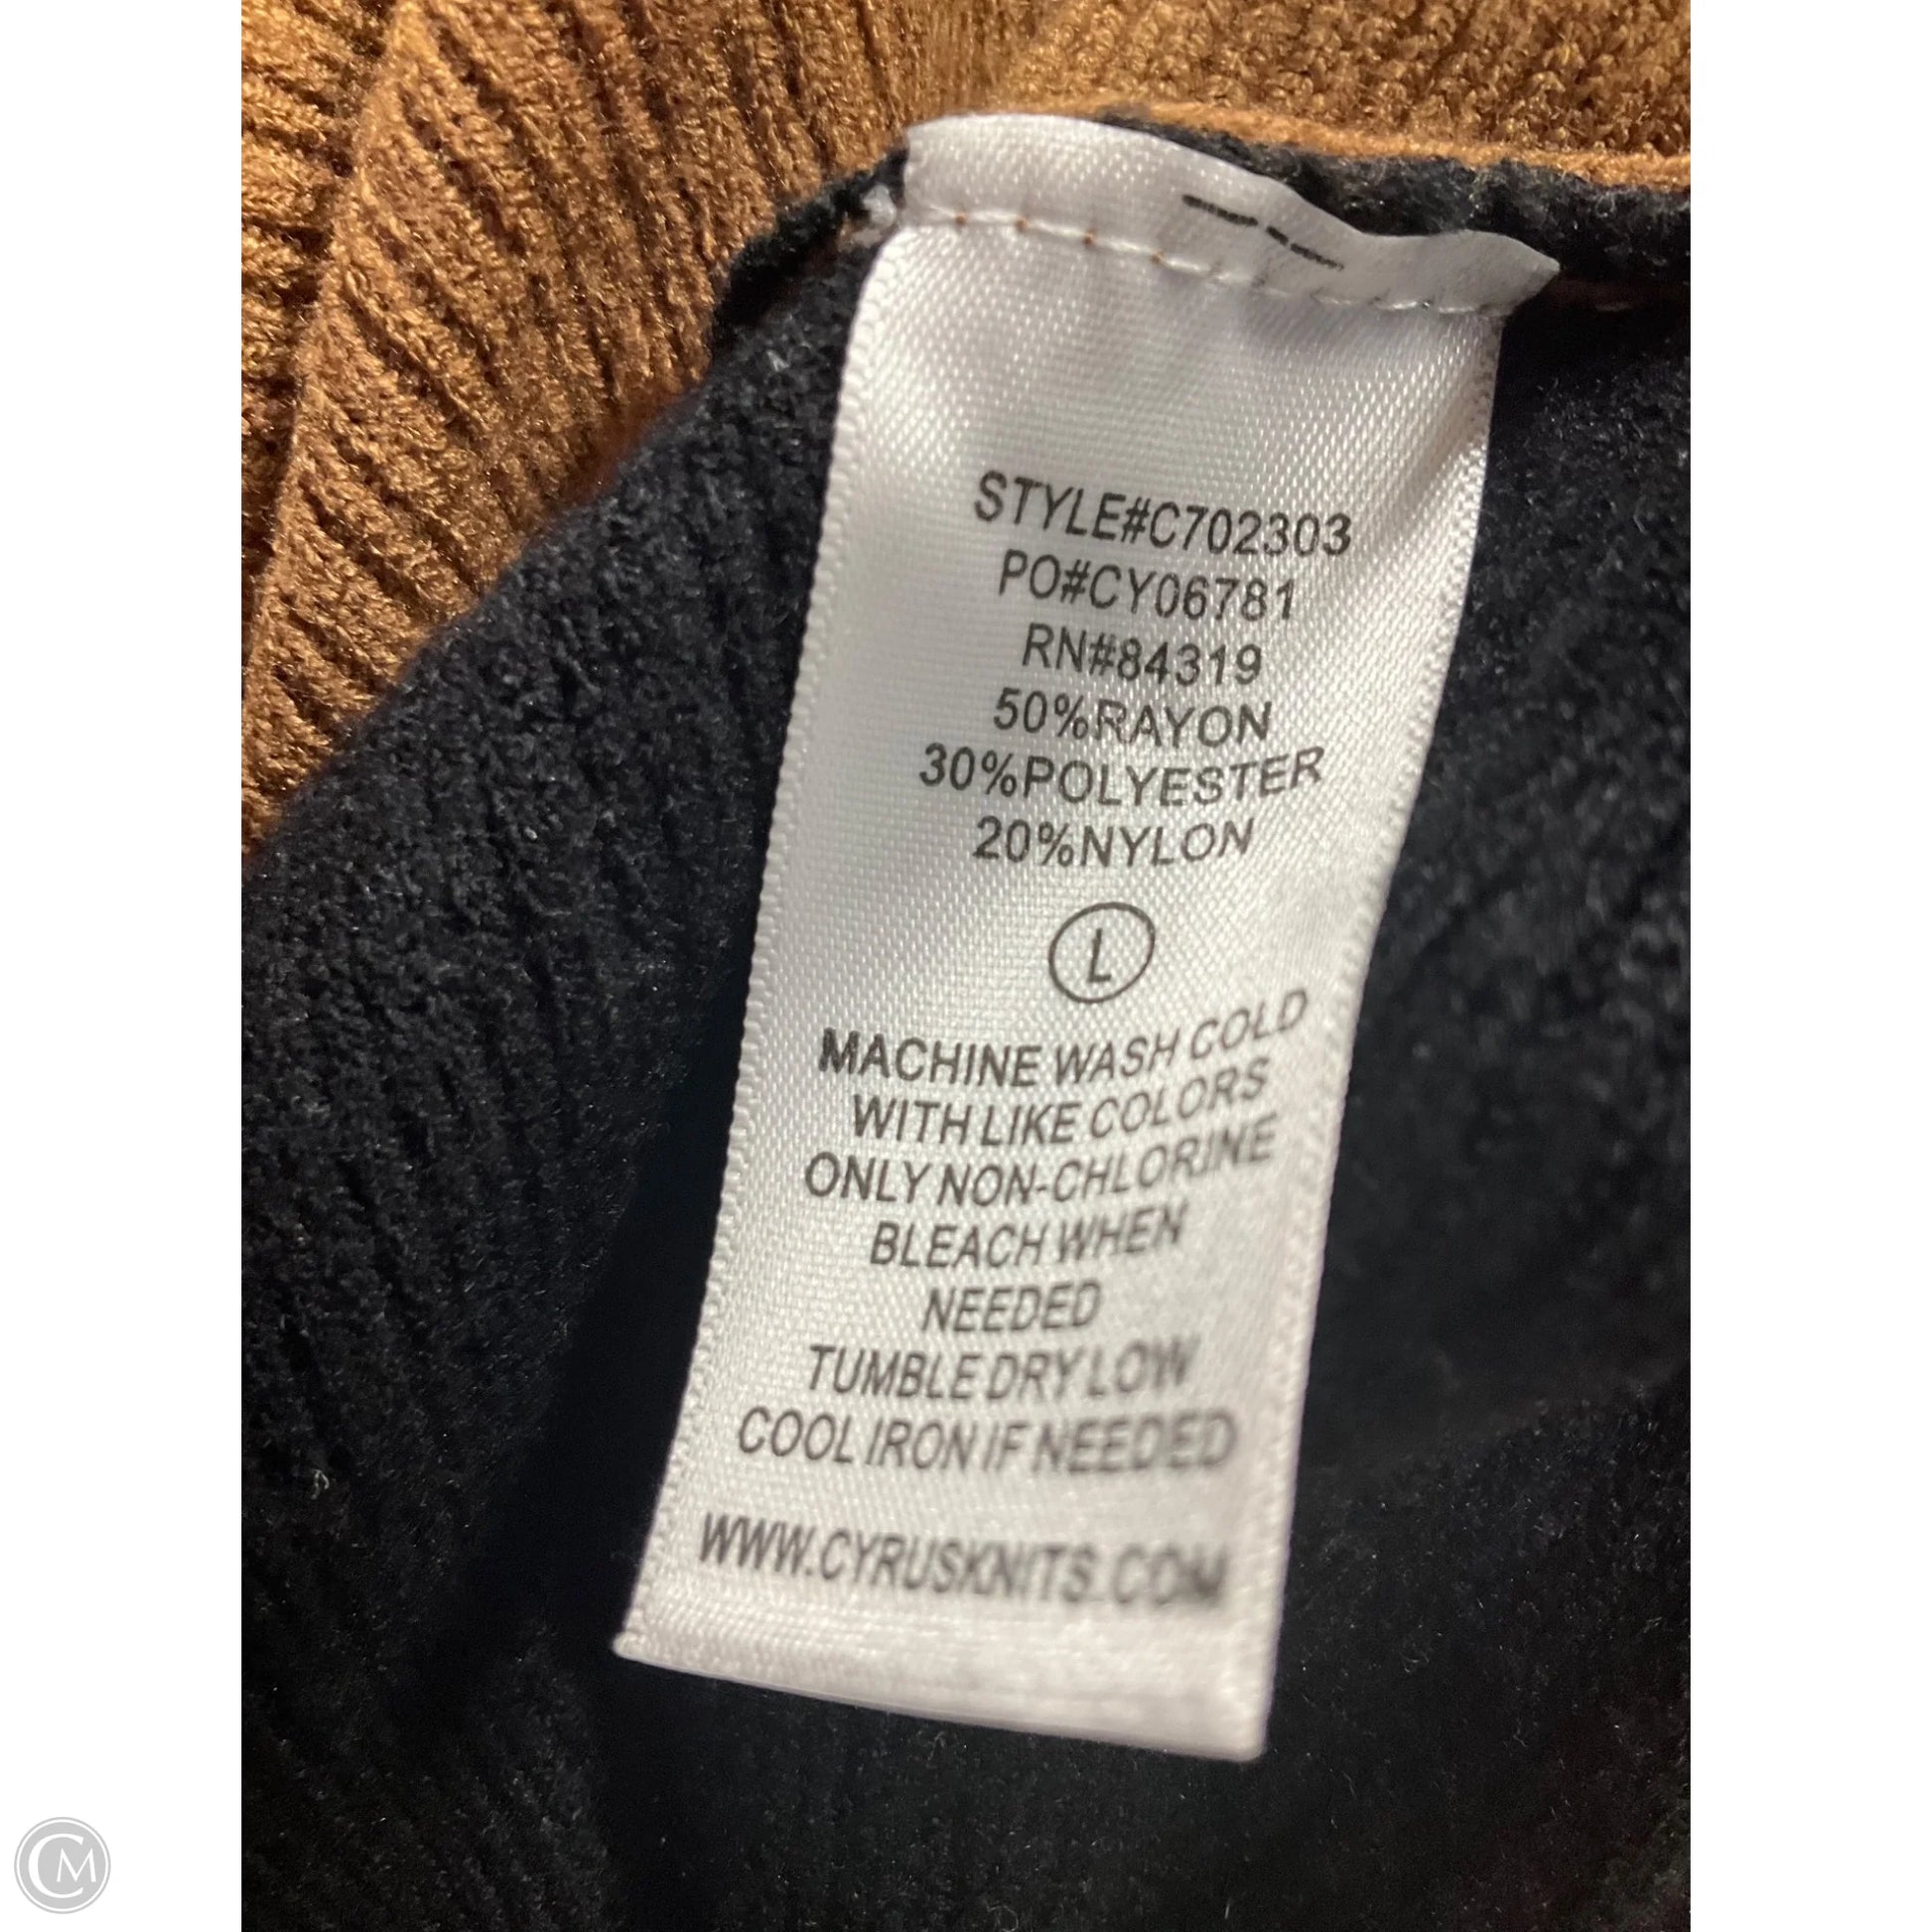 STYLE#C702303
PO#CY06781
RN#84319
50%RAYON
30%POLYESTER
20%NYLON
L
MACHINE WASH COLD
WITH LIKE COLORS
ONLY NON-CHLORINE
BLEACH WHEN
NEEDED
TUMBLE DRY LOW
COOL IRON IF NEEDED
WWW.CYRUSKNITS.COM
CM